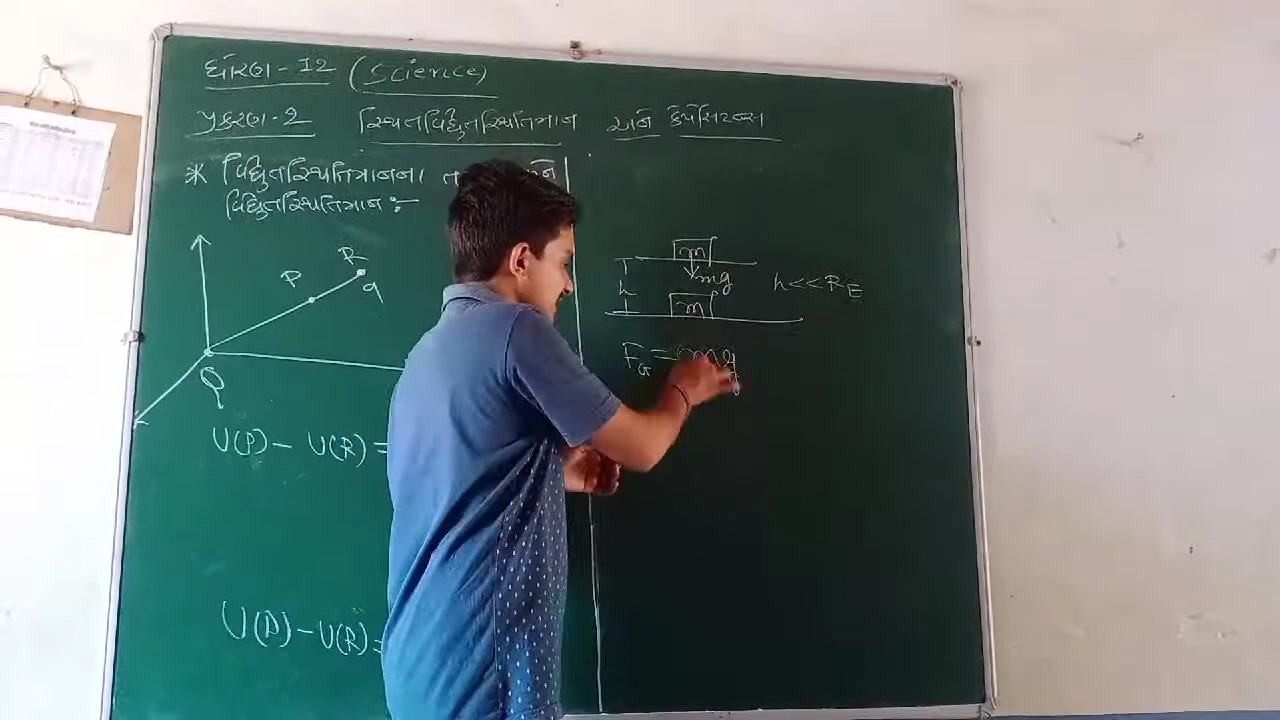 ધોરણ - 12 (Science)
પ્રકરણ - 2 સ્થિતવિદ્યુતસ્થિતિમાન અને કેપેસિટન્સ
* વિદ્યુતસ્થિતિમાનના
વિદ્યુતસ્થિતિમાન :-
R
P
q
Q
U(P) - U(R) =
U(P) - U(R) =
m
mg
h
h << R_E
m
F_G = mg